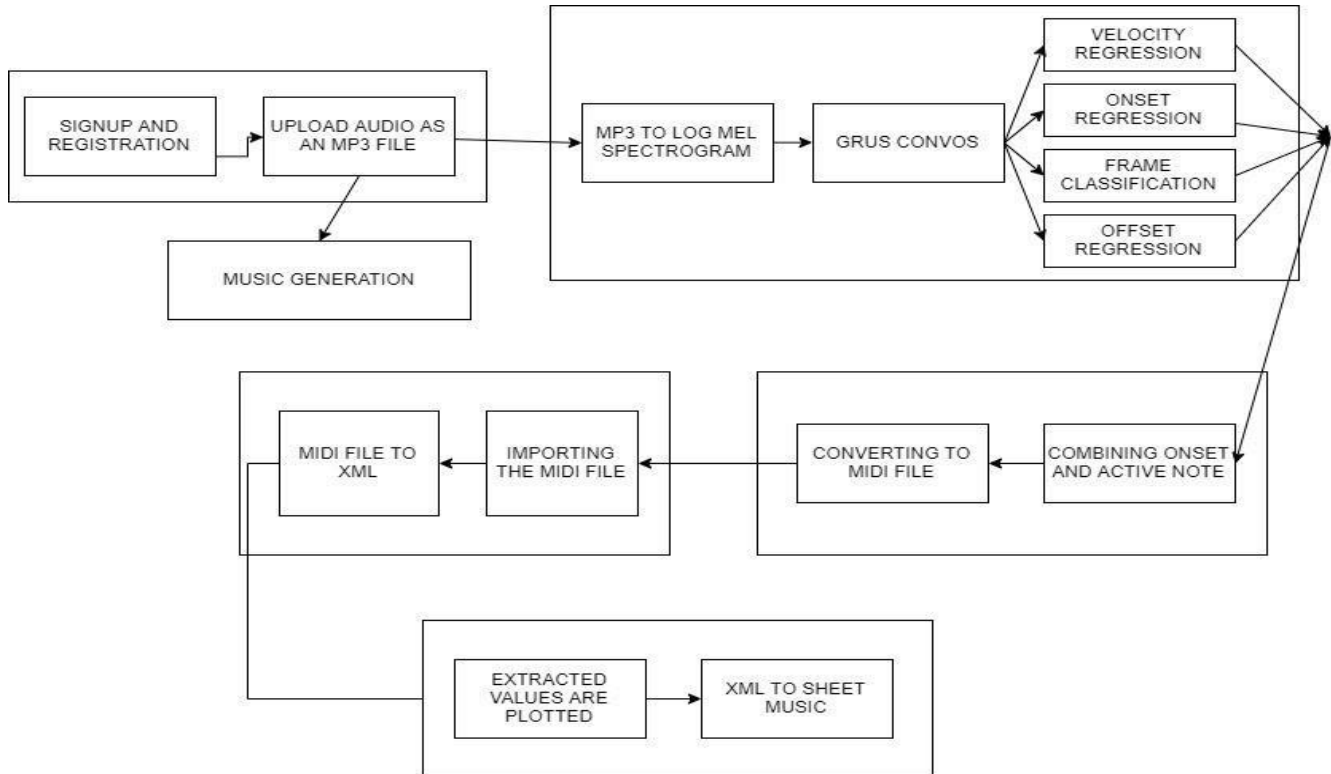 SIGNUP AND
REGISTRATION
UPLOAD AUDIO AS
AN MP3 FILE
MUSIC GENERATION
MP3 TO LOG MEL
SPECTROGRAM
GRUS CONVOS
VELOCITY
REGRESSION
ONSET
REGRESSION
FRAME
CLASSIFICATION
OFFSET
REGRESSION
COMBINING ONSET
AND ACTIVE NOTE
CONVERTING TO
MIDI FILE
IMPORTING
THE MIDI FILE
MIDI FILE TO
XML
EXTRACTED
VALUES ARE
PLOTTED
XML TO SHEET
MUSIC